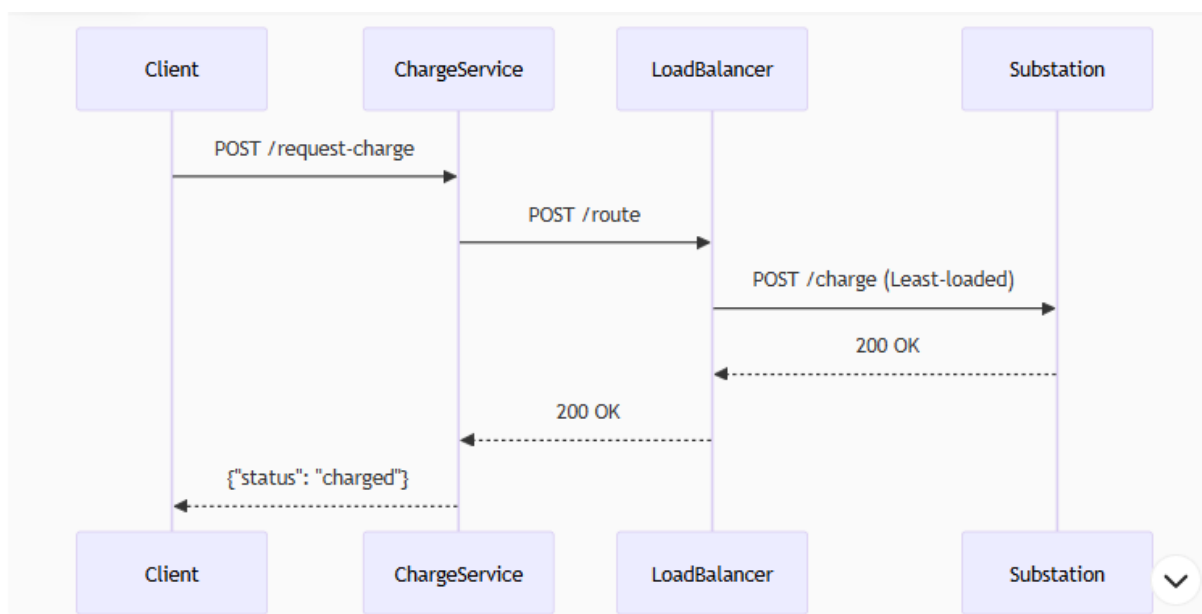 Client ChargeService LoadBalancer Substation
POST /request-charge
POST /route
POST /charge (Least-loaded)
200 OK
200 OK
{"status": "charged"}
Client ChargeService LoadBalancer Substation